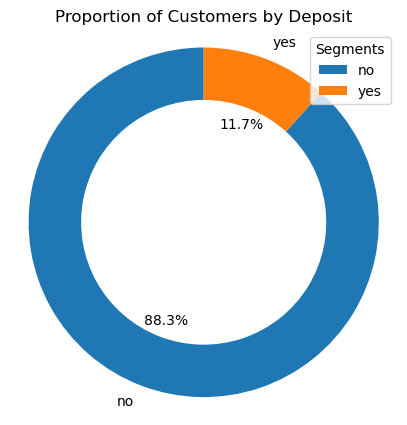 Proportion of Customers by Deposit
yes
Segments
no
yes
11.7%
88.3%
no